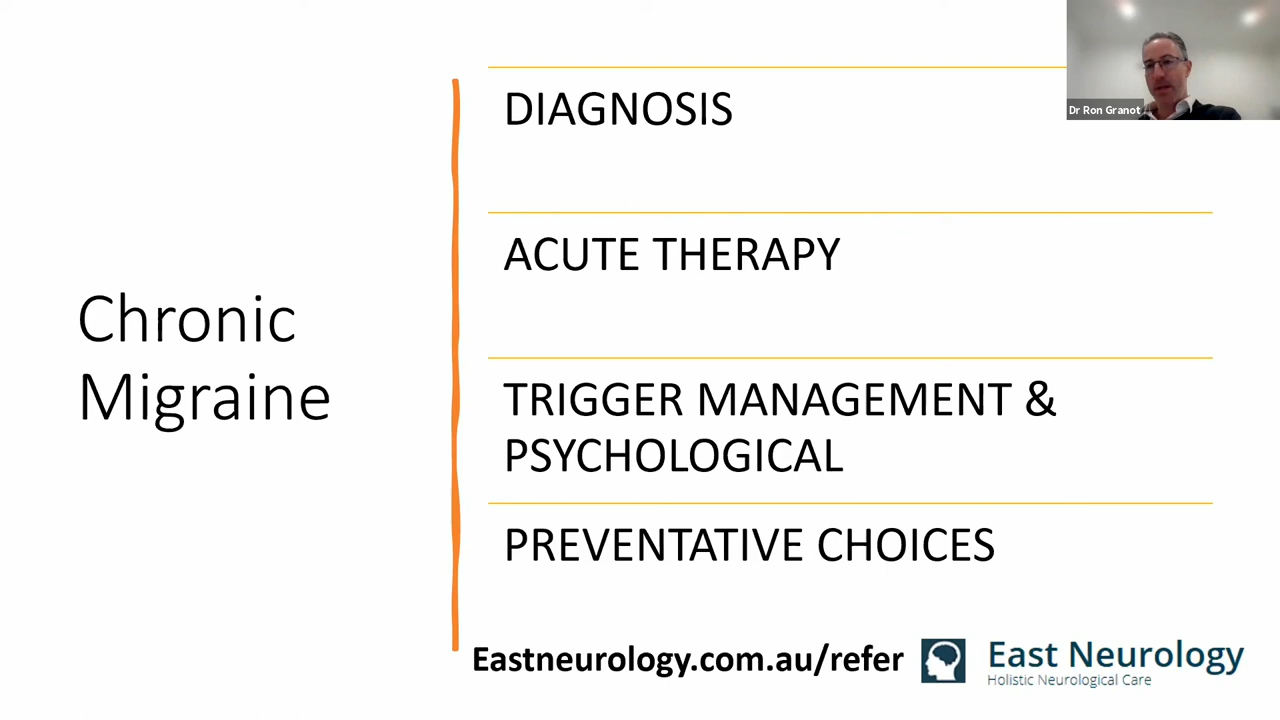 Chronic
Migraine
DIAGNOSIS
ACUTE THERAPY
TRIGGER MANAGEMENT &
PSYCHOLOGICAL
PREVENTATIVE CHOICES
Eastneurology.com.au/refer
East Neurology
Holistic Neurological Care
Dr Ron Granot